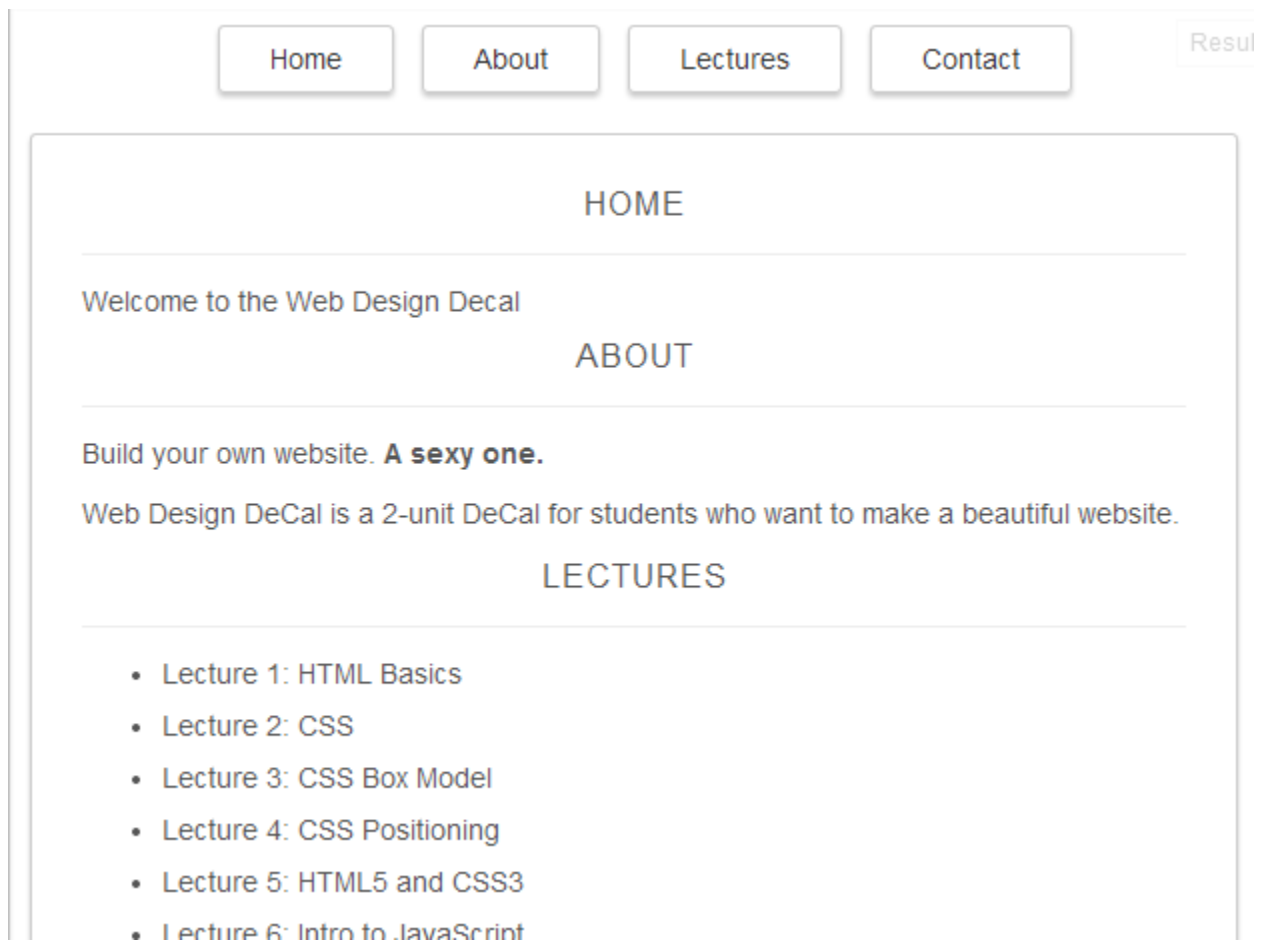 Home About Lectures Contact
HOME
Welcome to the Web Design Decal
ABOUT
Build your own website. A sexy one.
Web Design DeCal is a 2-unit DeCal for students who want to make a beautiful website.
LECTURES
• Lecture 1: HTML Basics
• Lecture 2: CSS
• Lecture 3: CSS Box Model
• Lecture 4: CSS Positioning
• Lecture 5: HTML5 and CSS3
• Lecture 6: Intro to JavaScript